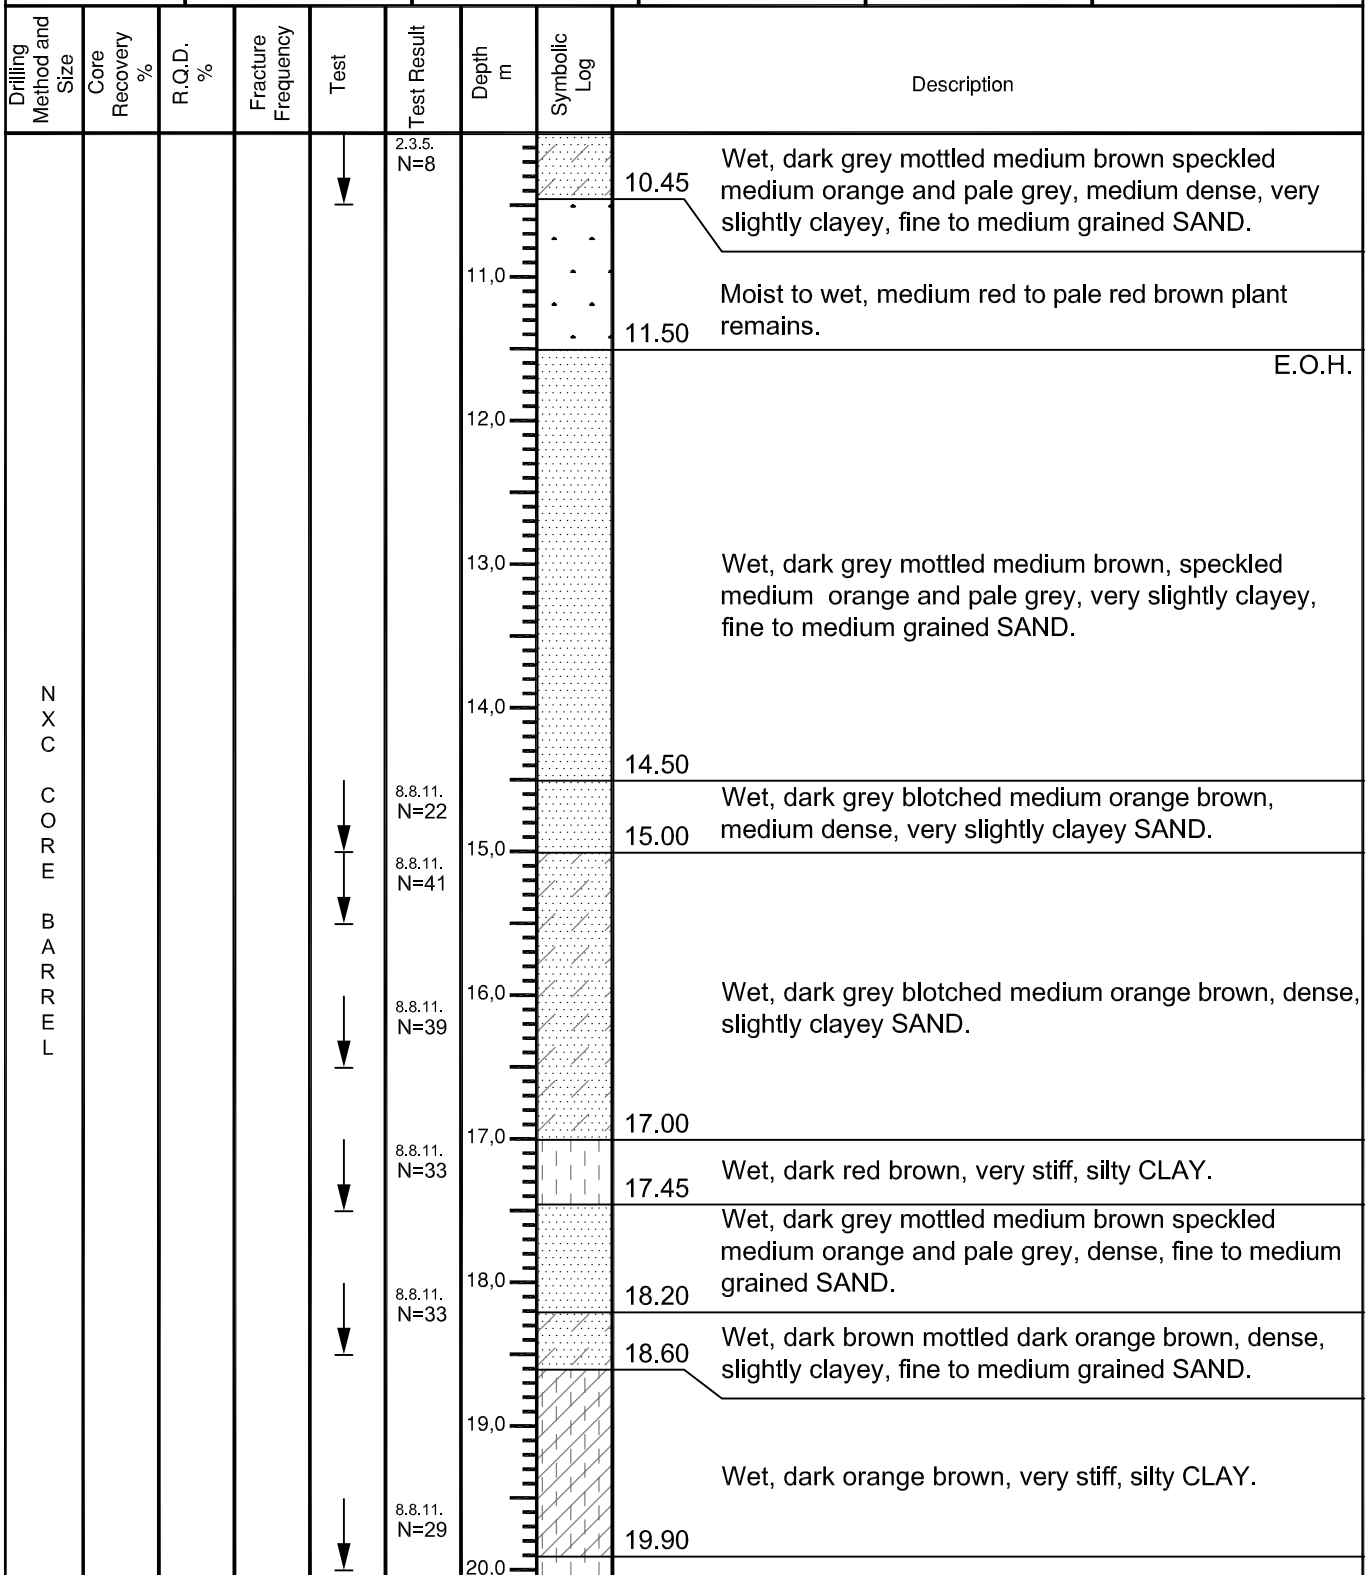 Drilling
Method and
Size
Core
Recovery
%
R.Q.D.
%
Fracture
Frequency
Test
Test Result
Depth
m
Symbolic
Log
Description
2.3.5.
N=8
10.45
Wet, dark grey mottled medium brown speckled
medium orange and pale grey, medium dense, very
slightly clayey, fine to medium grained SAND.
11,0
Moist to wet, medium red to pale red brown plant
remains.
11.50
E.O.H.
12,0
13,0
Wet, dark grey mottled medium brown, speckled
medium orange and pale grey, very slightly clayey,
fine to medium grained SAND.
N
X
C
C
O
R
E
B
A
R
R
E
L
14,0
14.50
8.8.11.
N=22
Wet, dark grey blotched medium orange brown,
medium dense, very slightly clayey SAND.
15.00
15,0
8.8.11.
N=41
16,0
8.8.11.
N=39
Wet, dark grey blotched medium orange brown, dense,
slightly clayey SAND.
17.00
17,0
8.8.11.
N=33
Wet, dark red brown, very stiff, silty CLAY.
17.45
Wet, dark grey mottled medium brown speckled
medium orange and pale grey, dense, fine to medium
grained SAND.
18,0
18.20
8.8.11.
N=33
Wet, dark brown mottled dark orange brown, dense,
slightly clayey, fine to medium grained SAND.
18.60
19,0
Wet, dark orange brown, very stiff, silty CLAY.
8.8.11.
N=29
19.90
20.0